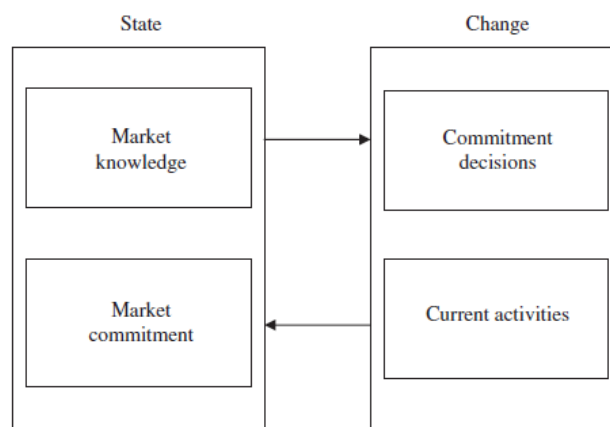 State
Change
Market
knowledge
Commitment
decisions
Market
commitment
Current activities